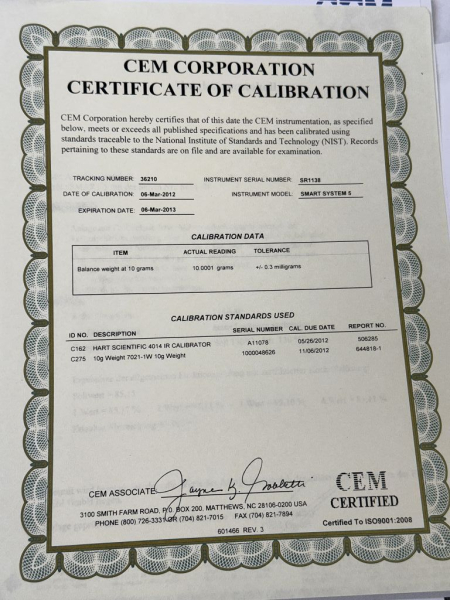 CEM CORPORATION
CERTIFICATE OF CALIBRATION
CEM Corporation hereby certifies that of this date the CEM instrumentation, as specified
below, meets or exceeds all published specifications and has been calibrated using
standards traceable to the National Institute of Standards and Technology (NIST). Records
pertaining to these standards are on file and are available for examination.
TRACKING NUMBER: 36210 INSTRUMENT SERIAL NUMBER: SR1138
DATE OF CALIBRATION: 06-Mar-2012 INSTRUMENT MODEL: SMART SYSTEM 5
EXPIRATION DATE: 06-Mar-2013
CALIBRATION DATA
ITEM ACTUAL READING TOLERANCE
Balance weight at 10 grams 10.0001 grams +/- 0.3 milligrams
CALIBRATION STANDARDS USED
ID NO. DESCRIPTION SERIAL NUMBER CAL. DUE DATE REPORT NO.
C162 HART SCIENTIFIC 4014 IR CALIBRATOR A11078 05/26/2012 506285
C275 10g Weight 7021-1W 10g Weight 1000048626 11/06/2012 644818-1
CEM ASSOCIATE
CEM
CERTIFIED
3100 SMITH FARM ROAD, P.O. BOX 200, MATTHEWS, NC 28106-0200 USA
PHONE (800) 726-3331 OR (704) 821-7015 FAX (704) 821-7894
Certified To ISO9001:2008
601466 REV. 3